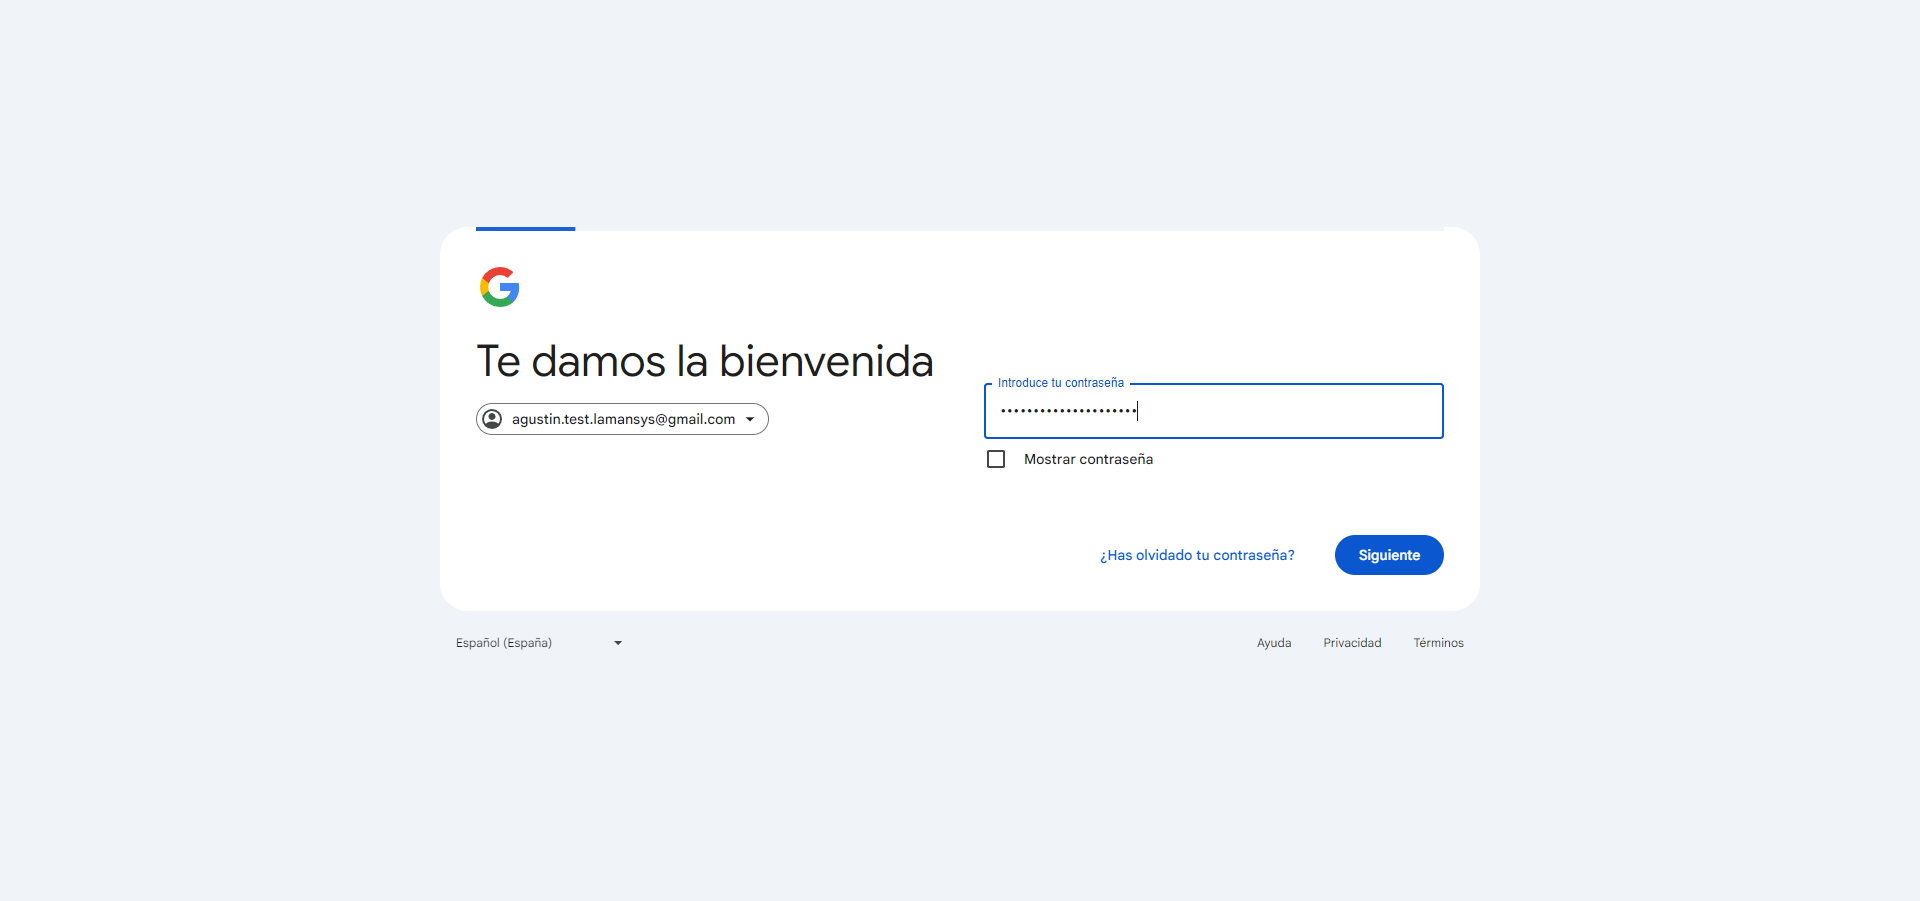 Te damos la bienvenida
agustin.test.lamansys@gmail.com
Introduce tu contraseña
•••••••••••••••••••••
Mostrar contraseña
¿Has olvidado tu contraseña?
Siguiente
Español (España)
Ayuda
Privacidad
Términos